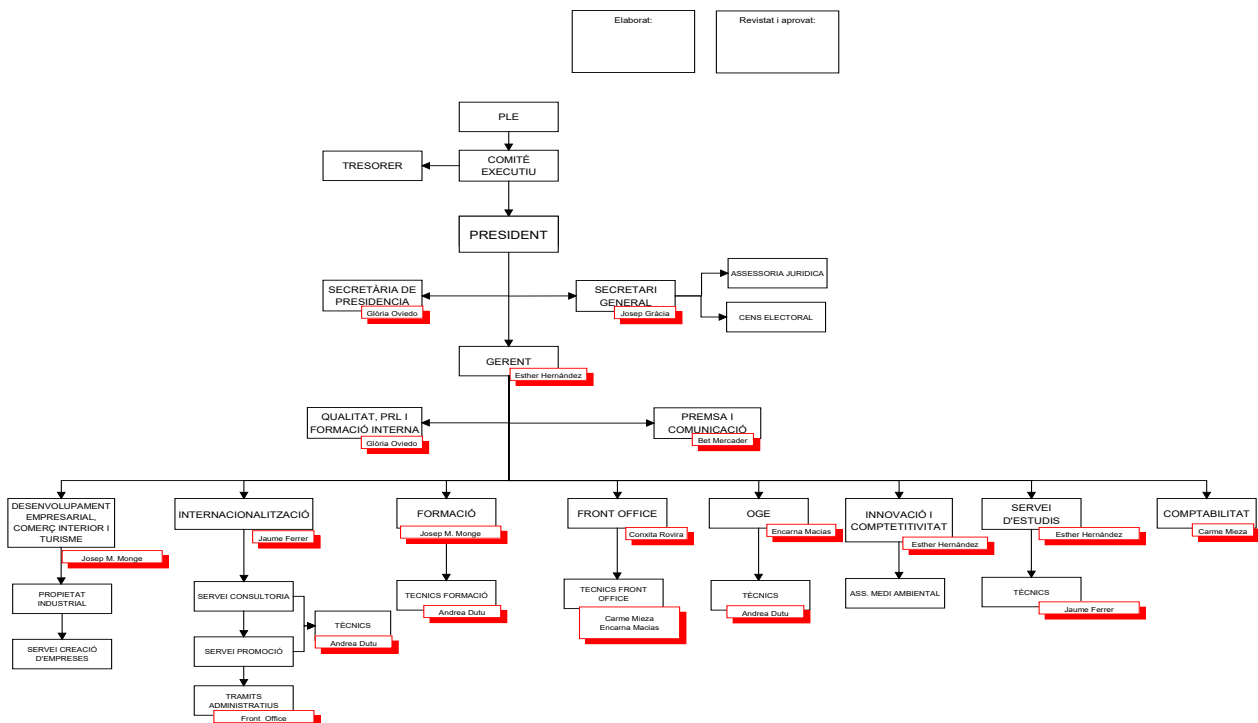 Elaborat:
Revistat i aprovat:
PLE
TRESORER
COMITÈ
EXECUTIU
PRESIDENT
SECRETÀRIA DE
PRESIDENCIA
Glòria Oviedo
SECRETARI
GENERAL
Josep Gràcia
ASSESSORIA JURIDICA
CENS ELECTORAL
GERENT
Esther Hernández
QUALITAT, PRL I
FORMACIÓ INTERNA
Glòria Oviedo
PREMSA I
COMUNICACIÓ
Bet Mercader
DESENVOLUPAMENT
EMPRESARIAL,
COMERÇ INTERIOR I
TURISME
Josep M. Monge
INTERNACIONALITZACIÓ
Jaume Ferrer
FORMACIÓ
Josep M. Monge
FRONT OFFICE
Conxita Rovira
OGE
Encarna Macias
INNOVACIÓ I
COMPTETITIVITAT
Esther Hernández
SERVEI
D'ESTUDIS
Esther Hernández
COMPTABILITAT
Carme Mieza
PROPIETAT
INDUSTRIAL
SERVEI CREACIÓ
D'EMPRESES
SERVEI CONSULTORIA
SERVEI PROMOCIÓ
TÈCNICS
Andrea Dutu
TRAMITS
ADMINISTRATIUS
Front Office
TECNICS FORMACIÓ
Andrea Dutu
TECNICS FRONT
OFFICE
Carme Mieza
Encarna Macias
TÈCNICS
Andrea Dutu
ASS. MEDI AMBIENTAL
TÈCNICS
Jaume Ferrer